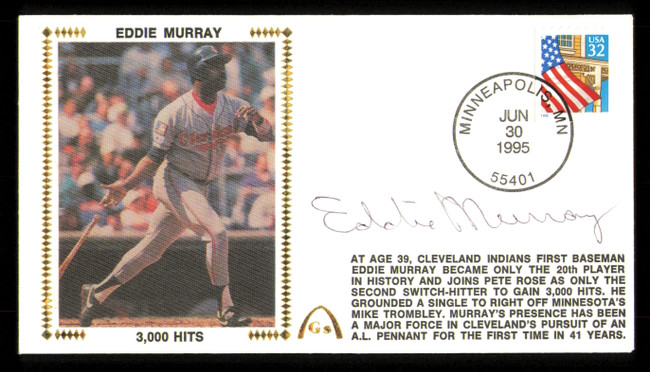 EDDIE MURRAY
3,000 HITS
USA
32
MINNEAPOLIS, MN
JUN
30
1995
55401
Eddie Murray
AT AGE 39, CLEVELAND INDIANS FIRST BASEMAN
EDDIE MURRAY BECAME ONLY THE 20th PLAYER
IN HISTORY AND JOINS PETE ROSE AS ONLY THE
SECOND SWITCH-HITTER TO GAIN 3,000 HITS. HE
GROUNDED A SINGLE TO RIGHT OFF MINNESOTA'S
MIKE TROMBLEY. MURRAY'S PRESENCE HAS BEEN
A MAJOR FORCE IN CLEVELAND'S PURSUIT OF AN
A.L. PENNANT FOR THE FIRST TIME IN 41 YEARS.
Gs